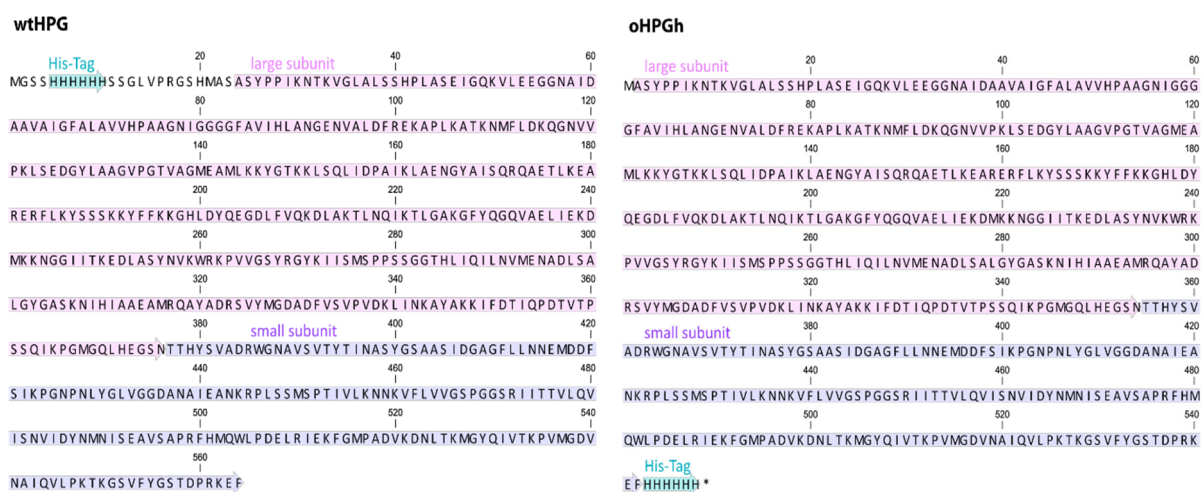 wtHPG
His-Tag large subunit
20 40 60
MGSSHHHHHHSSGLVPRGSHMASASYPPIKNTKVGLALSSHPLASEIGQKVLEEGGNAID
80 100 120
AAVAIGFALAVVHPAAGNIGGGGFAVIHLANGENVALDFREKAPLKATKNMFLDKQGNVV
140 160 180
PKLSEDGYLAAGVPGTVAGMEAMLKKYGTKKLSQLIDPAIKLAENGYAISQRQAETLKEA
200 220 240
RERFLKYSSSKKYFFKKGHLDYQEGDLFVQKDLAKTLNQIKTLGAKGFYQGQVAELIEKD
260 280 300
MKKNGGIITKEDLASYNVKWRKPVVGSYRGYKIISMSPPSSGGTHLIQILNVMENADLSA
320 340 360
LGYGASKNIHIAAEAMRQAYADRSVYMGDADFVSVPVDKLINKAYAKKIFDTIQPDTVTP
380 small subunit 400 420
SSQIKPGMGQLHEGSNTTHYSVADRWGNAVSVTYTINASYGSAASIDGAGFLLNNEMDDF
440 460 480
SIKPGNPNLYGLVGGDANAIEANKRPLSSMSPTIVLKNNKVFLVVGSPGGSRIITTVLQV
500 520 540
ISNVIDYNMNISEAVSAPRFHMQWLPDELRIEKFGMPADVKDNLTKMGYQIVTKPVMGDV
560
NAIQVLPKTKGSVFYGSTDPRKEF
oHPGh
large subunit
20 40 60
MASYPPIKNTKVGLALSSHPLASEIGQKVLEEGGNAIDAAVAIGFALAVVHPAAGNIGGG
80 100 120
GFAVIHLANGENVALDFREKAPLKATKNMFLDKQGNVVPKLSEDGYLAAGVPGTVAGMEA
140 160 180
MLKKYGTKKLSQLIDPAIKLAENGYAISQRQAETLKEARERFLKYSSSKKYFFKKGHLDY
200 220 240
QEGDLFVQKDLAKTLNQIKTLGAKGFYQGQVAELIEKDMKKNGGIITKEDLASYNVKWRK
260 280 300
PVVGSYRGYKIISMSPPSSGGTHLIQILNVMENADLSALGYGASKNIHIAAEAMRQAYAD
320 340 360
RSVYMGDADFVSVPVDKLINKAYAKKIFDTIQPDTVTPSSQIKPGMGQLHEGSNTTHYSV
small subunit 380 400 420
ADRWGNAVSVTYTINASYGSAASIDGAGFLLNNEMDDFSIKPGNPNLYGLVGGDANAIEA
440 460 480
NKRPLSSMSPTIVLKNNKVFLVVGSPGGSRIITTVLQVISNVIDYNMNISEAVSAPRFHM
500 520 540
QWLPDELRIEKFGMPADVKDNLTKMGYQIVTKPVMGDVNAIQVLPKTKGSVFYGSTDPRK
His-Tag
EFHHHHHH*